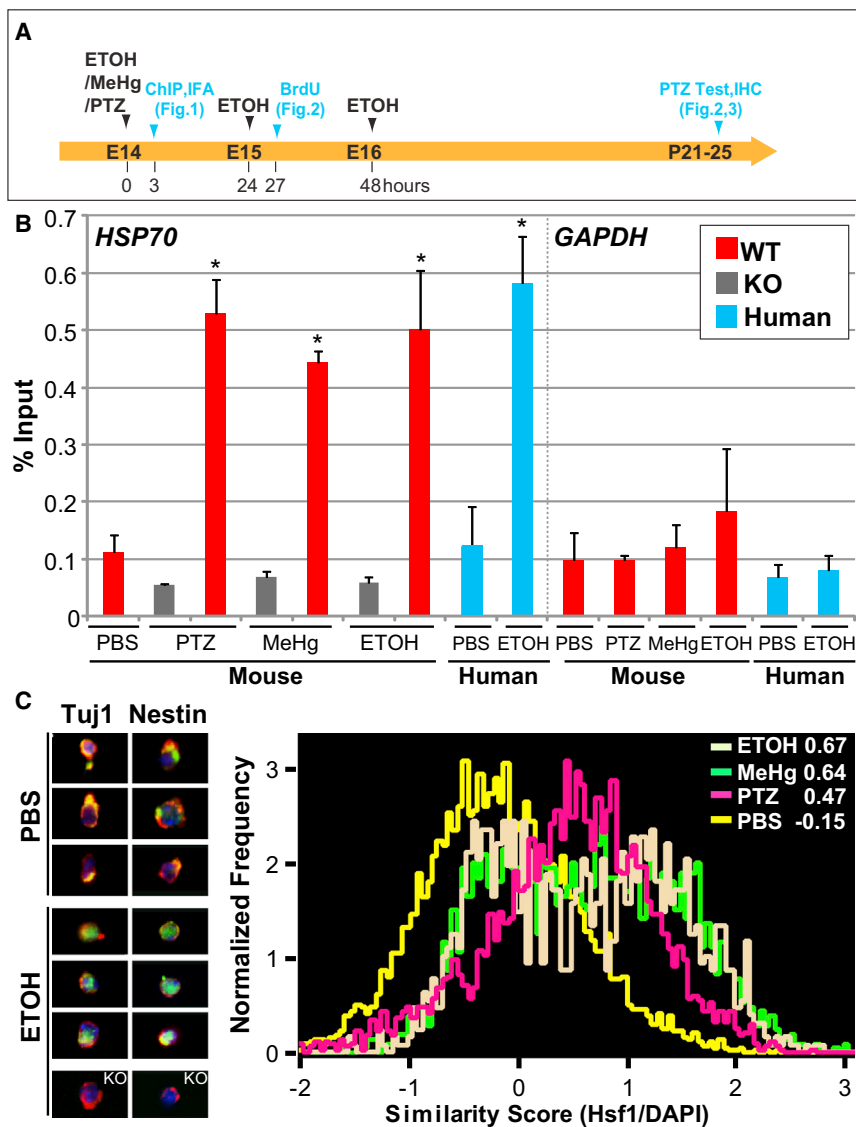 A
ETOH
/MeHg
/PTZ
ChIP,IFA
(Fig.1)
ETOH
BrdU
(Fig.2)
ETOH
PTZ Test,IHC
(Fig.2,3)
E14 E15 E16 P21-25
0 3 24 27 48hours
B
HSP70 GAPDH
WT
KO
Human
% Input
0.7
0.6
0.5
0.4
0.3
0.2
0.1
0
* * * *
PBS PTZ MeHg ETOH PBS ETOH PBS PTZ MeHg ETOH PBS ETOH
Mouse Human Mouse Human
C
Tuj1 Nestin
PBS
ETOH
KO KO
Normalized Frequency
3
2
1
0
ETOH 0.67
MeHg 0.64
PTZ 0.47
PBS -0.15
-2 -1 0 1 2 3
Similarity Score (Hsf1/DAPI)